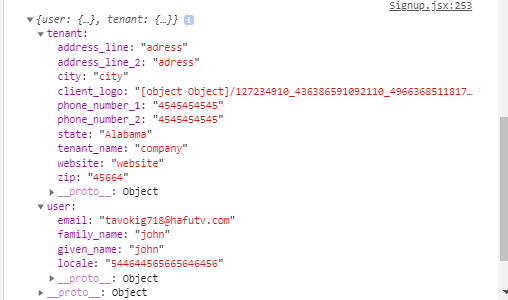 Signup.jsx:253
▼{user: {…}, tenant: {…}} i
▼tenant:
address_line: "adress"
address_line_2: "adress"
city: "city"
client_logo: "[object Object]/127234910_436386591092110_4966368511817…
phone_number_1: "4545454545"
phone_number_2: "4545454545"
state: "Alabama"
tenant_name: "company"
website: "website"
zip: "45664"
▶__proto__: Object
▼user:
email: "tavokig718@hafutv.com"
family_name: "john"
given_name: "john"
locale: "544644565665646456"
▶__proto__: Object
▶__proto__: Object